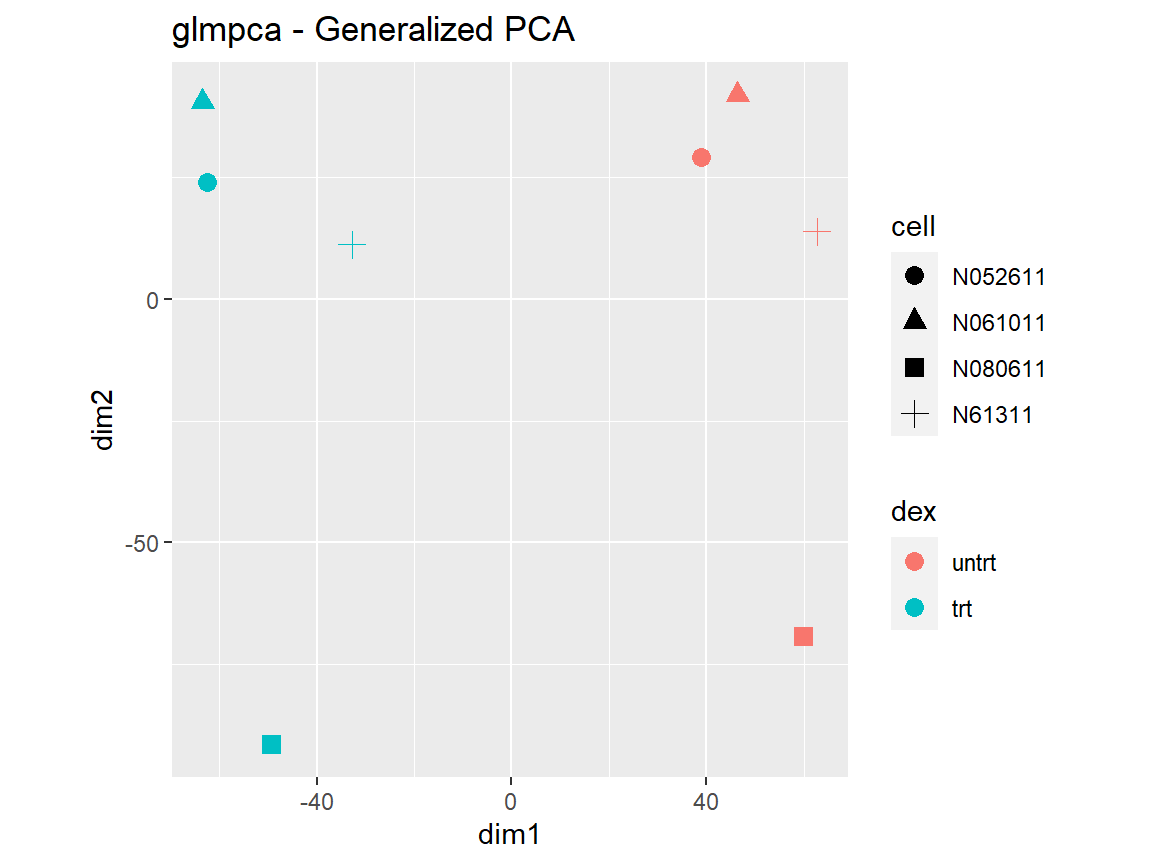 glmpca - Generalized PCA
0
-50
dim2
-40 0 40
dim1
cell
N052611
N061011
N080611
N61311
dex
untrt
trt